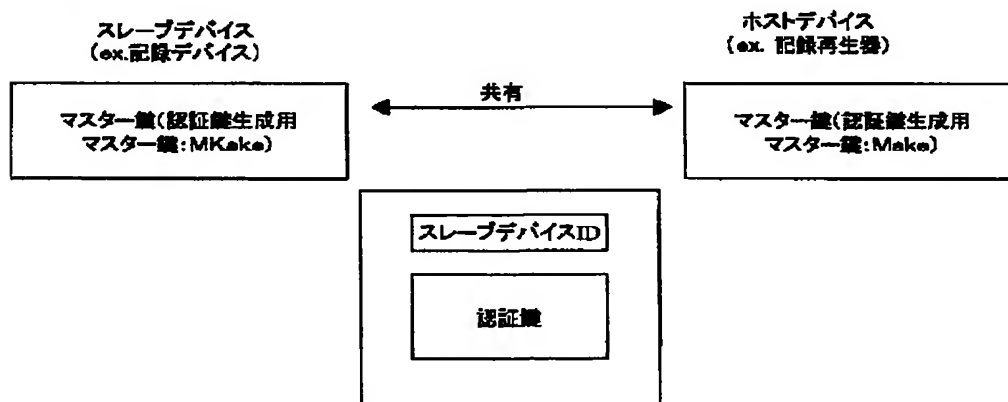 スレーブデバイス
(ex.記録デバイス)
ホストデバイス
(ex. 記録再生器)
共有
マスター鍵(認証鍵生成用
マスター鍵:MKake)
マスター鍵(認証鍵生成用
マスター鍵:Make)
スレーブデバイスID
認証鍵